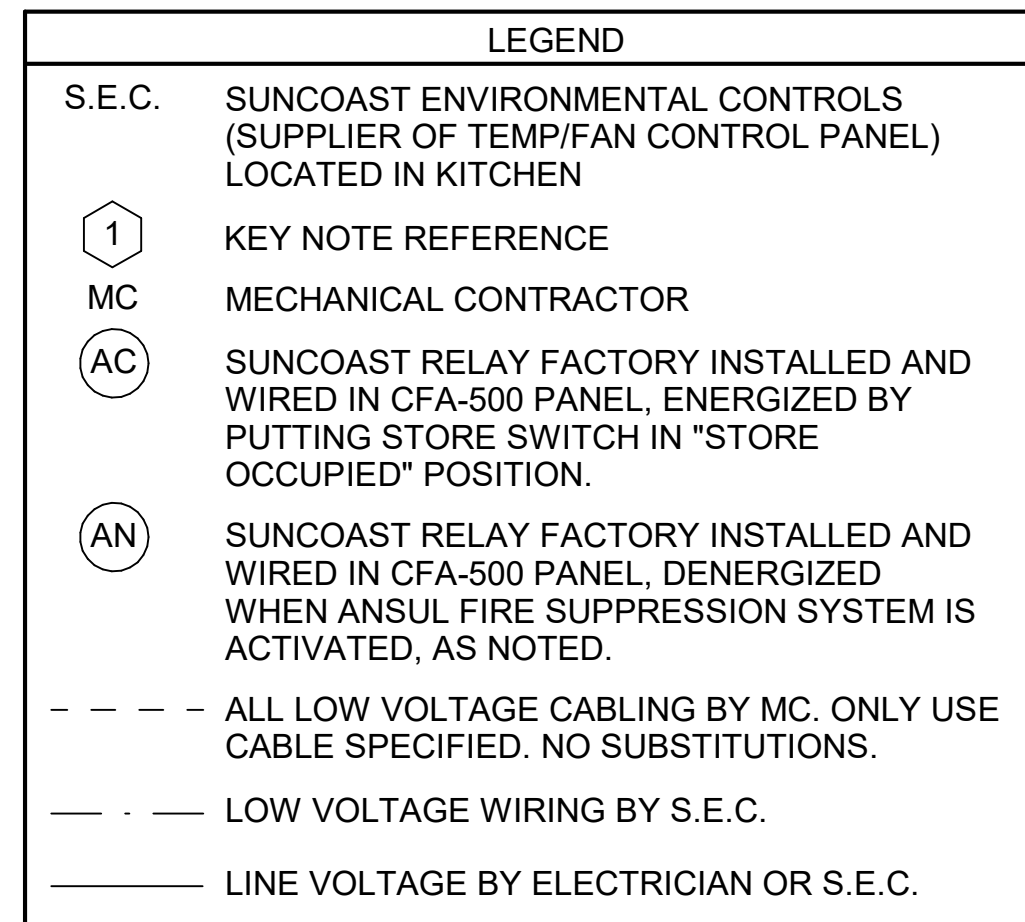 LEGEND
S.E.C. SUNCOAST ENVIRONMENTAL CONTROLS
(SUPPLIER OF TEMP/FAN CONTROL PANEL)
LOCATED IN KITCHEN
1 KEY NOTE REFERENCE
MC MECHANICAL CONTRACTOR
AC SUNCOAST RELAY FACTORY INSTALLED AND
WIRED IN CFA-500 PANEL, ENERGIZED BY
PUTTING STORE SWITCH IN "STORE
OCCUPIED" POSITION.
AN SUNCOAST RELAY FACTORY INSTALLED AND
WIRED IN CFA-500 PANEL, DENERGIZED
WHEN ANSUL FIRE SUPPRESSION SYSTEM IS
ACTIVATED, AS NOTED.
ALL LOW VOLTAGE CABLING BY MC. ONLY USE
CABLE SPECIFIED. NO SUBSTITUTIONS.
LOW VOLTAGE WIRING BY S.E.C.
LINE VOLTAGE BY ELECTRICIAN OR S.E.C.